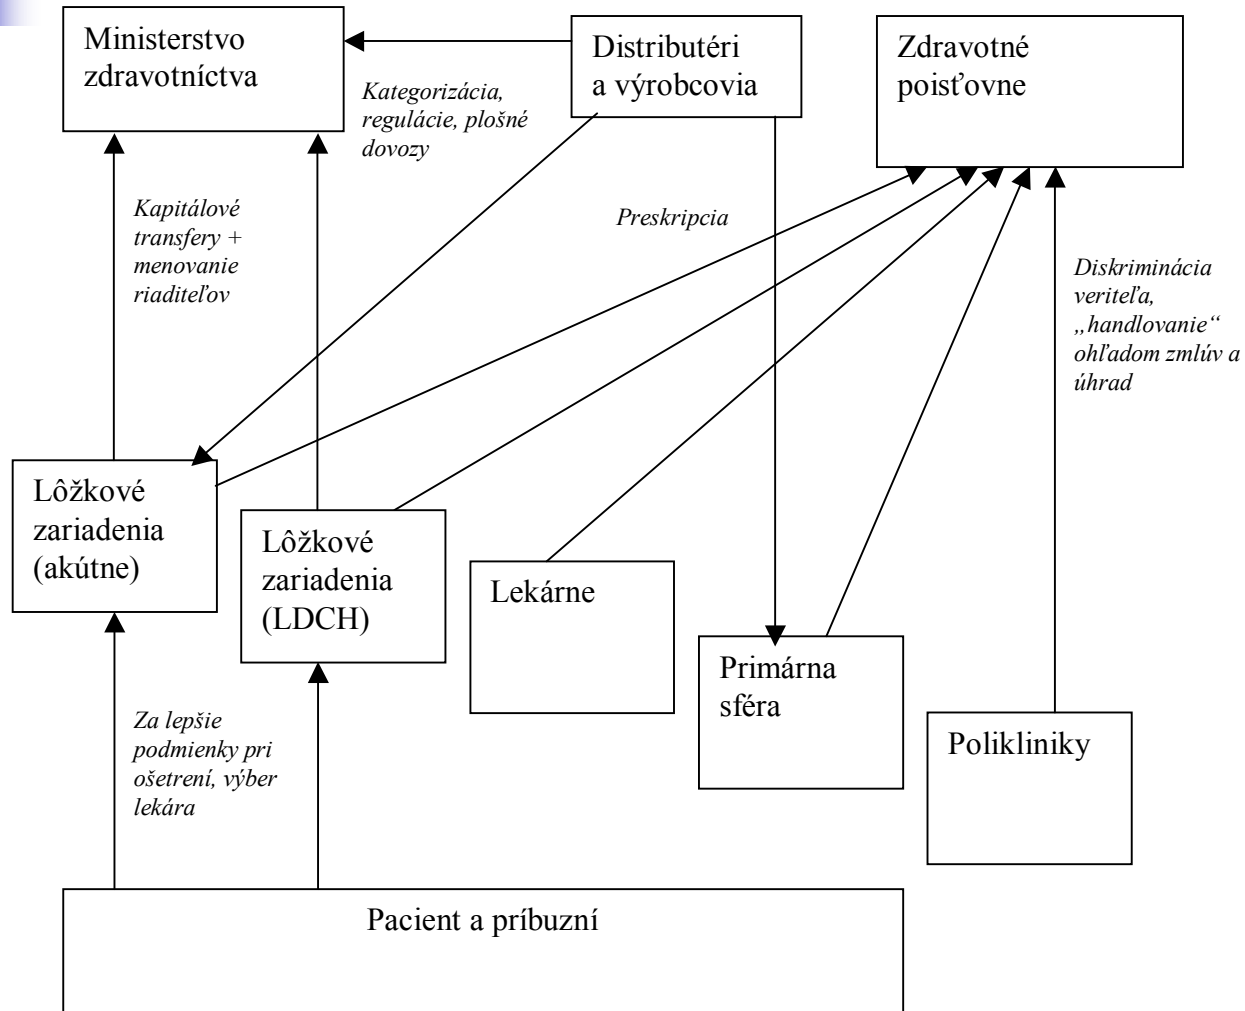 Ministerstvo
zdravotníctva
Distributéri
a výrobcovia
Zdravotné
poisťovne
Kategorizácia,
regulácie, plošné
dovozy
Kapitálové
transfery +
menovanie
riaditeľov
Preskripcia
Diskriminácia
veriteľa,
„handlovanie“
ohľadom zmlúv a
úhrad
Lôžkové
zariadenia
(akútne)
Lôžkové
zariadenia
(LDCH)
Lekárne
Primárna
sféra
Polikliniky
Za lepšie
podmienky pri
ošetrení, výber
lekára
Pacient a príbuzní